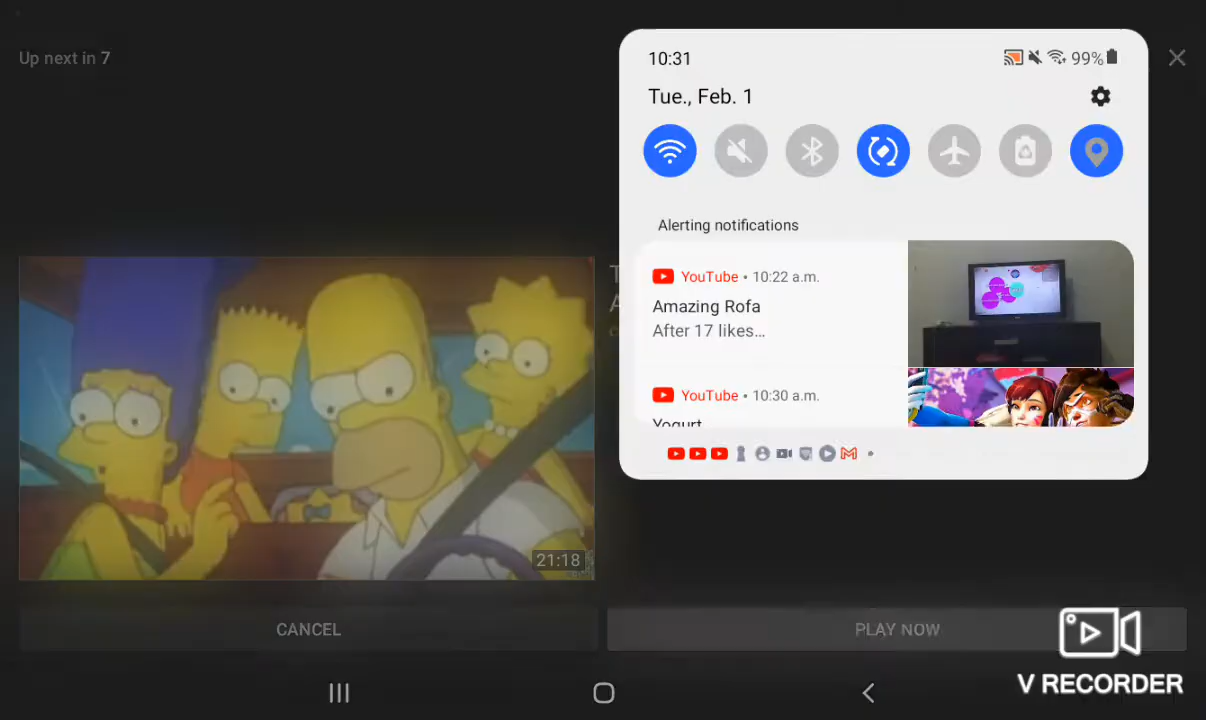 Up next in 7
10:31
99%
Tue., Feb. 1
Alerting notifications
YouTube • 10:22 a.m.
Amazing Rofa
After 17 likes…
YouTube • 10:30 a.m.
Yogurt
21:18
CANCEL
PLAY NOW
V RECORDER